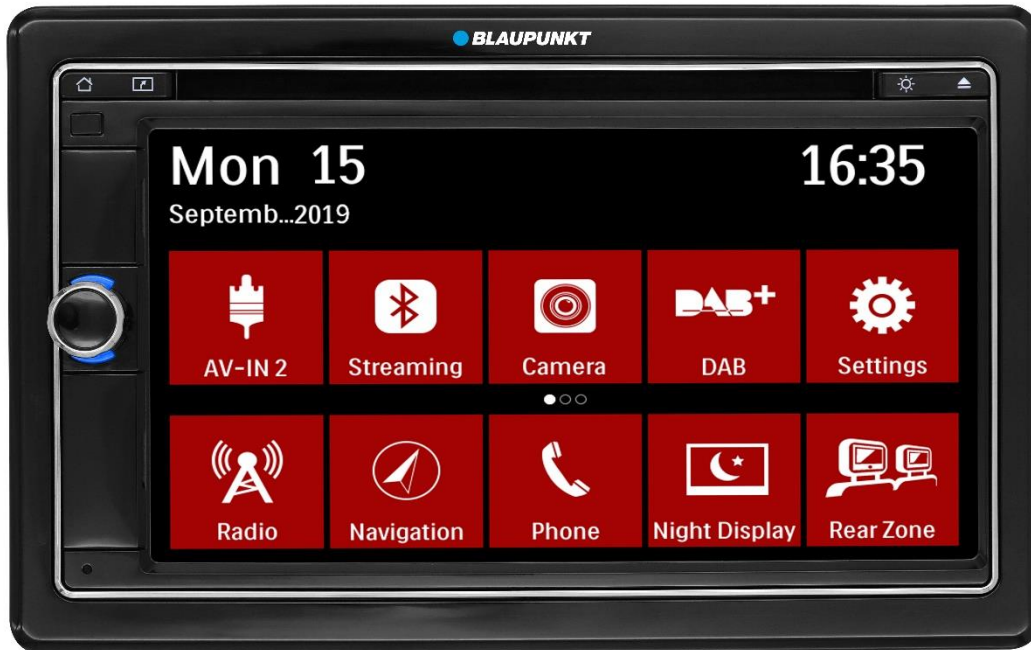 BLAUPUNKT
Mon 15
16:35
Septemb...2019
AV-IN 2
Streaming
Camera
DAB+
DAB
Settings
Radio
Navigation
Phone
Night Display
Rear Zone